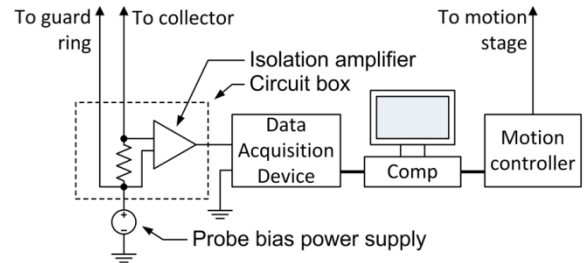 To guard
ring
To collector
To motion
stage
Isolation amplifier
Circuit box
Data
Acquisition
Device
Comp
Motion
controller
+
-
Probe bias power supply